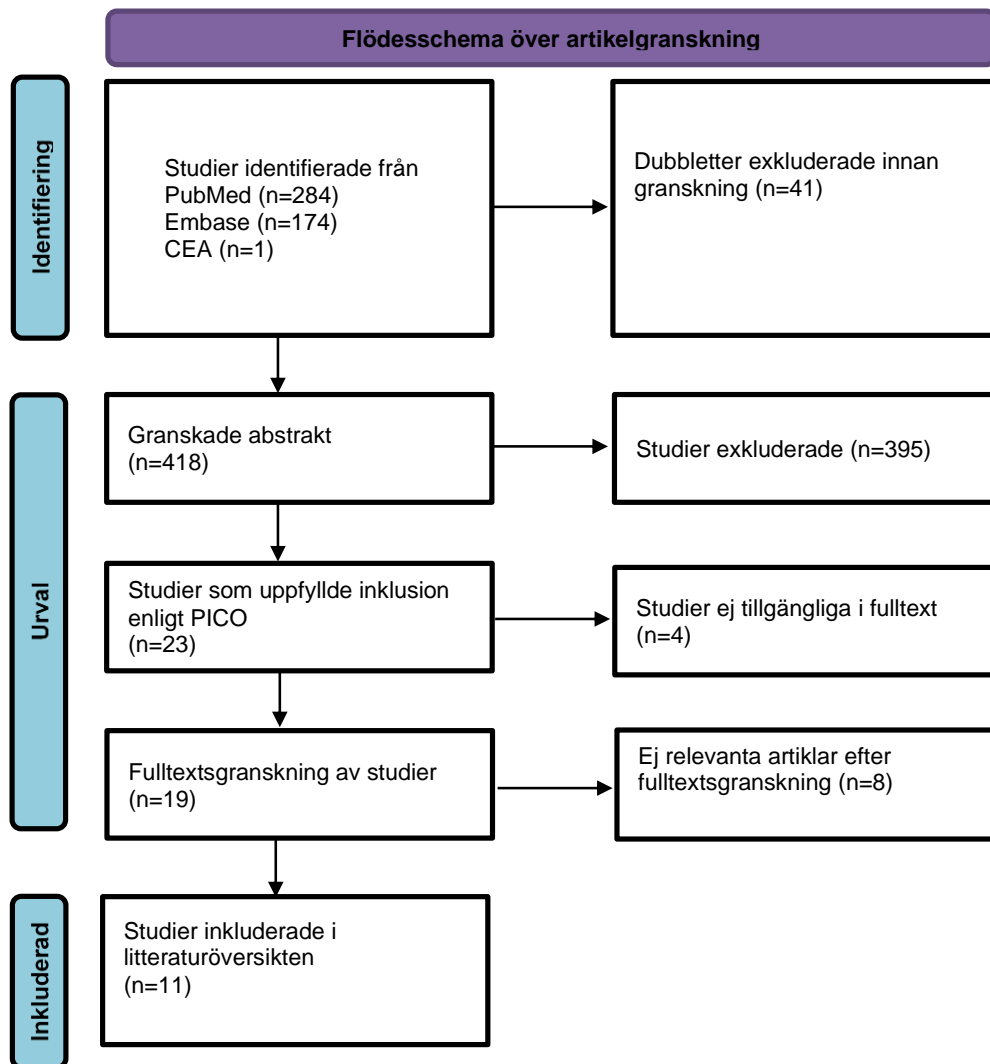 Flödesschema över artikelgranskning
Identifiering
Studier identifierade från
PubMed (n=284)
Embase (n=174)
CEA (n=1)
Dubbletter exkluderade innan
granskning (n=41)
Urval
Granskade abstrakt
(n=418)
Studier exkluderade (n=395)
Studier som uppfyllde inklusion
enligt PICO
(n=23)
Studier ej tillgängliga i fulltext
(n=4)
Fulltextsgranskning av studier
(n=19)
Ej relevanta artiklar efter
fulltextsgranskning (n=8)
Inkluderad
Studier inkluderade i
litteraturöversikten
(n=11)